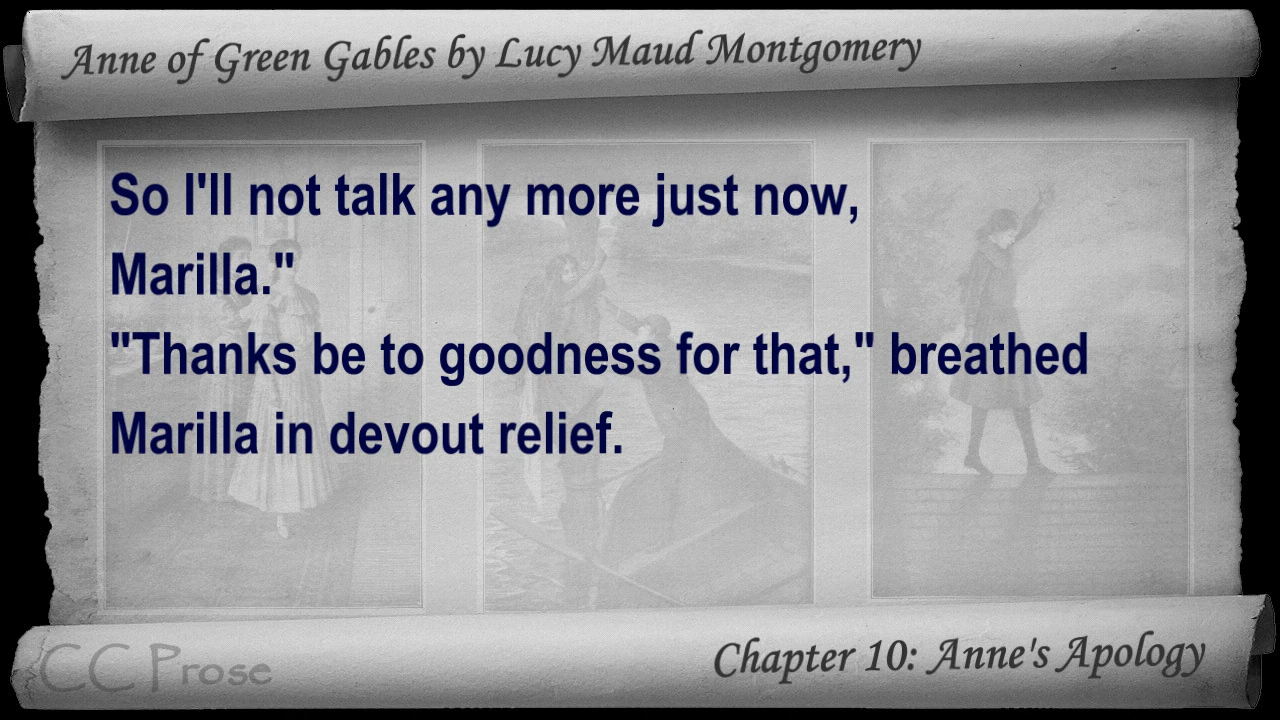 Anne of Green Gables by Lucy Maud Montgomery
So I'll not talk any more just now,
Marilla."
"Thanks be to goodness for that," breathed
Marilla in devout relief.
CC Prose
Chapter 10: Anne's Apology